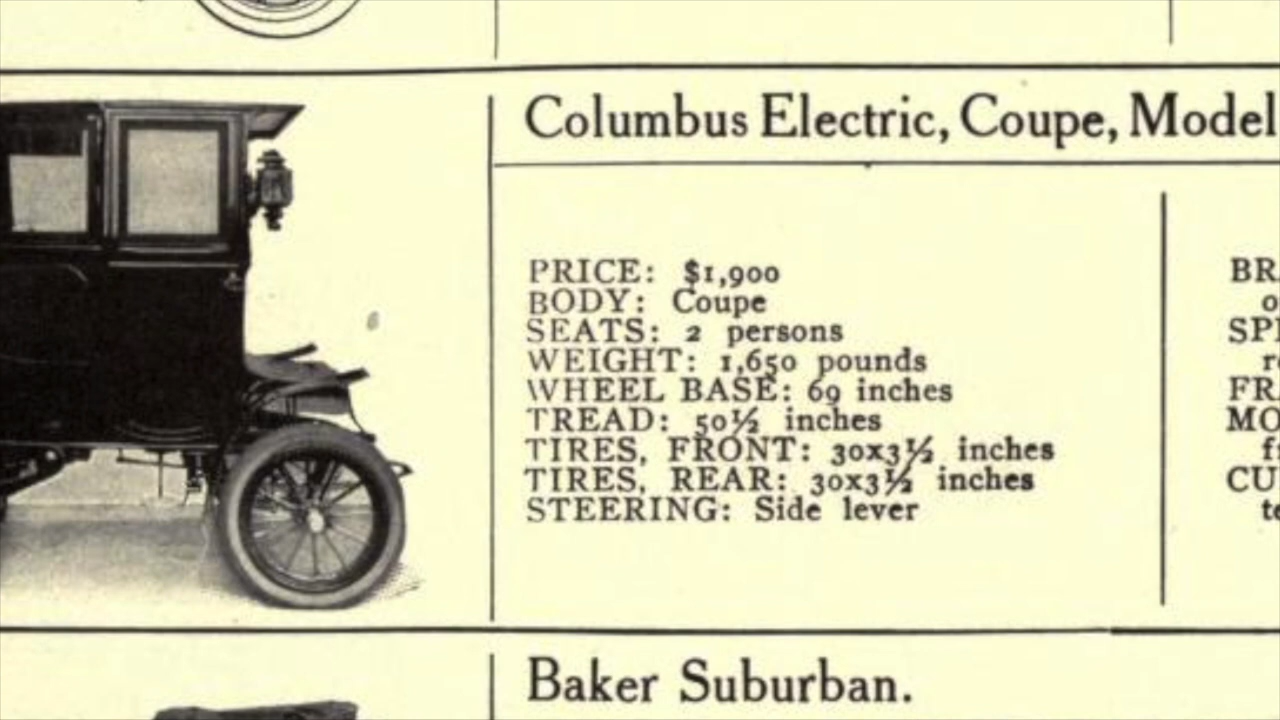 Columbus Electric, Coupe, Model
PRICE: $1,900
BODY: Coupe
SEATS: 2 persons
WEIGHT: 1,650 pounds
WHEEL BASE: 69 inches
TREAD: 50½ inches
TIRES, FRONT: 30x3½ inches
TIRES, REAR: 30x3½ inches
STEERING: Side lever
Baker Suburban.